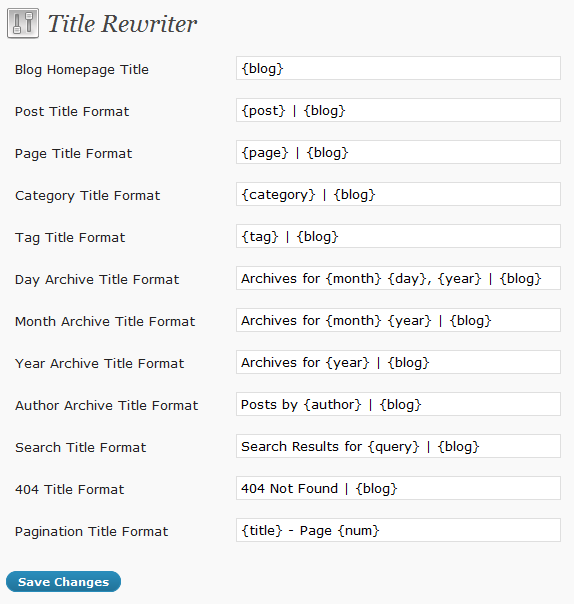 Title Rewriter
Blog Homepage Title {blog}
Post Title Format {post} | {blog}
Page Title Format {page} | {blog}
Category Title Format {category} | {blog}
Tag Title Format {tag} | {blog}
Day Archive Title Format Archives for {month} {day}, {year} | {blog}
Month Archive Title Format Archives for {month} {year} | {blog}
Year Archive Title Format Archives for {year} | {blog}
Author Archive Title Format Posts by {author} | {blog}
Search Title Format Search Results for {query} | {blog}
404 Title Format 404 Not Found | {blog}
Pagination Title Format {title} - Page {num}
Save Changes